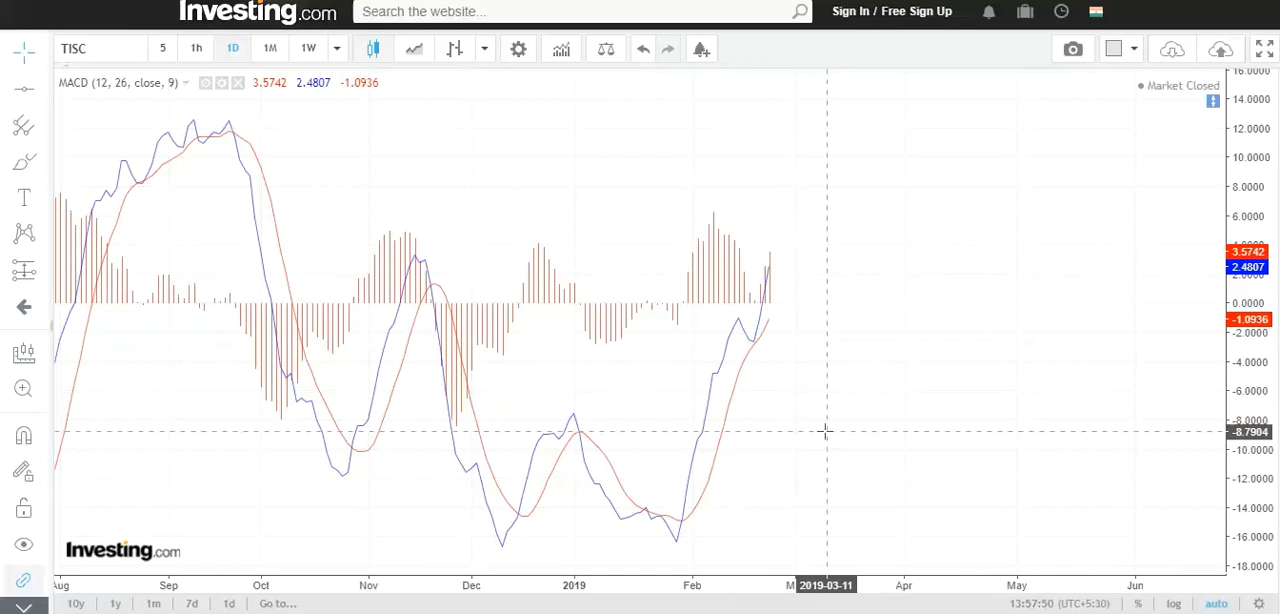 Investing.com
Search the website...
Sign In / Free Sign Up
TISC 5 1h 1D 1M 1W
MACD (12, 26, close, 9) 3.5742 2.4807 -1.0936
Market Closed
16.0000
14.0000
12.0000
10.0000
8.0000
6.0000
3.5742
2.4807
0.0000
-1.0936
-2.0000
-4.0000
-6.0000
-8.0000
-8.7904
-10.0000
-12.0000
-14.0000
-16.0000
-18.0000
Investing.com
Aug Sep Oct Nov Dec 2019 Feb 2019-03-11 Apr May Jun
10y 1y 1m 7d 1d Go to... 13:57:50 (UTC+5:30) % log auto